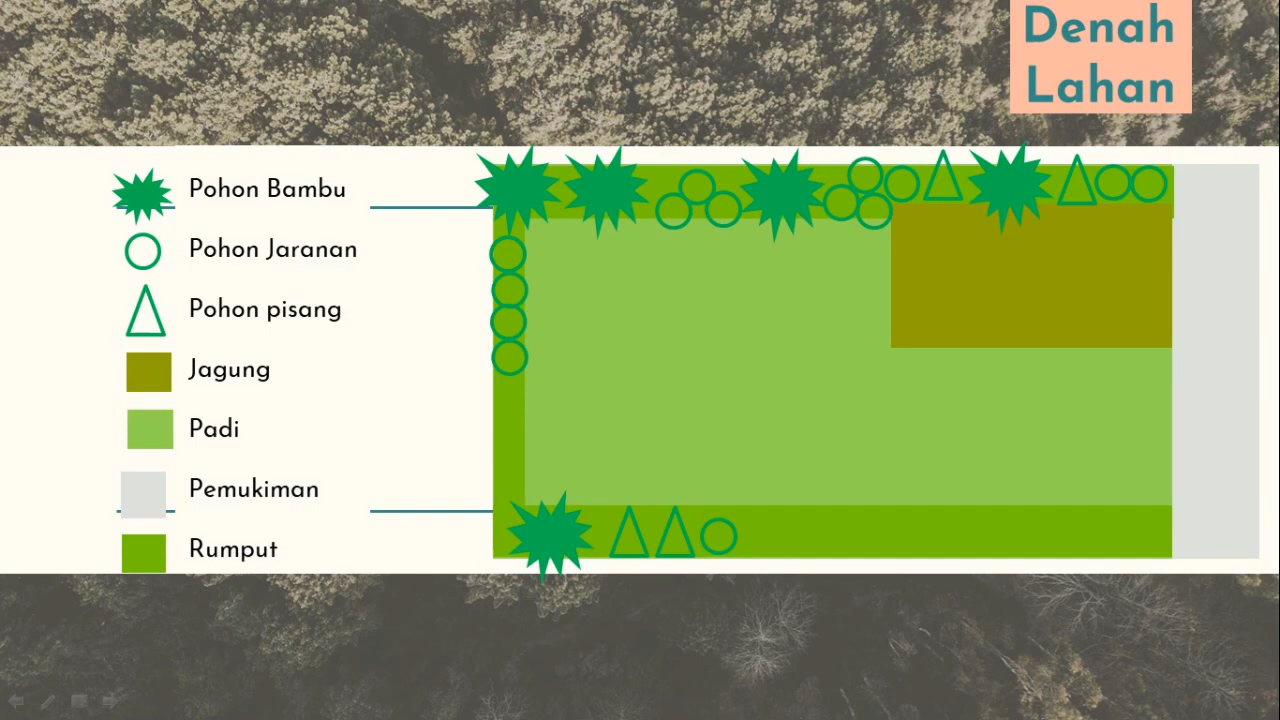 Denah
Lahan
Pohon Bambu
Pohon Jaranan
Pohon pisang
Jagung
Padi
Pemukiman
Rumput